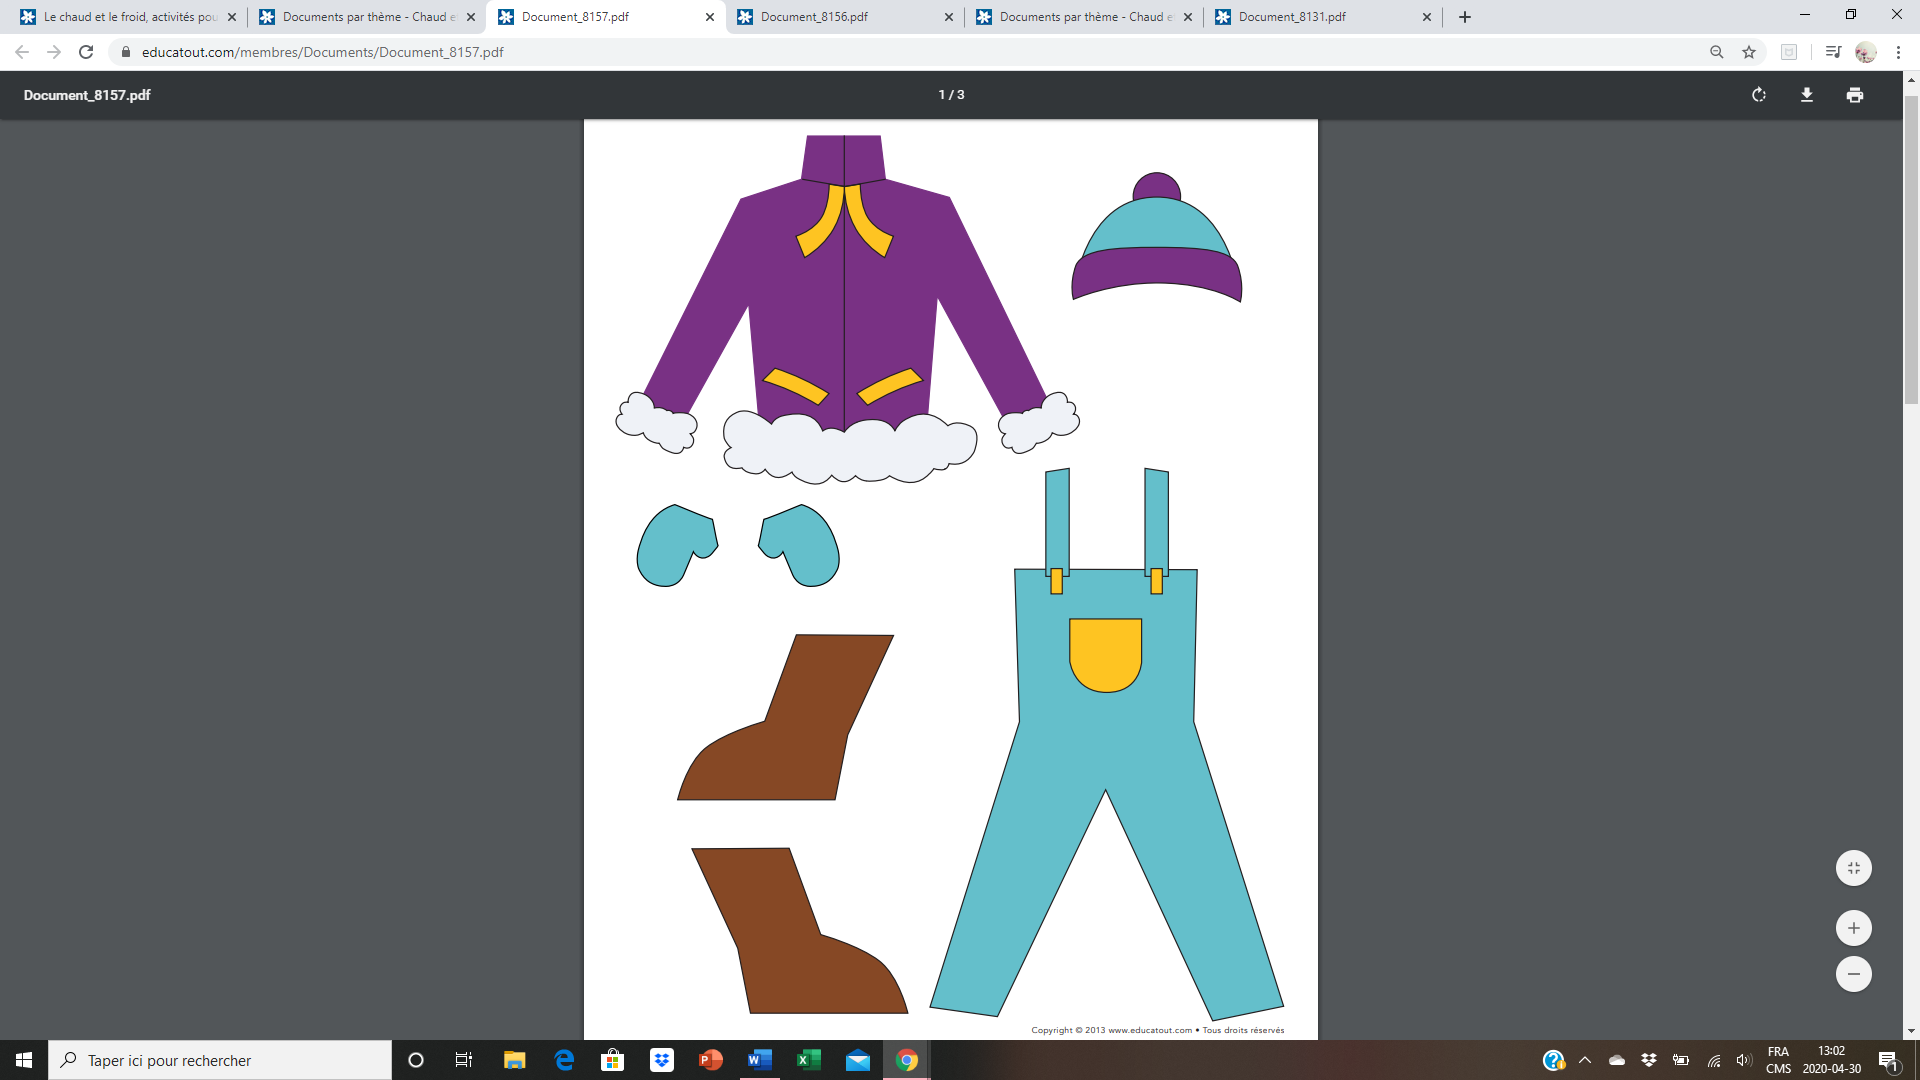 Le chaud et le froid, activités pou
Documents par thème - Chaud e
Document_8157.pdf
Document_8156.pdf
Documents par thème - Chaud e
Document_8131.pdf
educatout.com/membres/Documents/Document_8157.pdf
Document_8157.pdf
1 / 3
Copyright © 2013 www.educatout.com • Tous droits réservés
Taper ici pour rechercher
FRA
CMS
13:02
2020-04-30
1